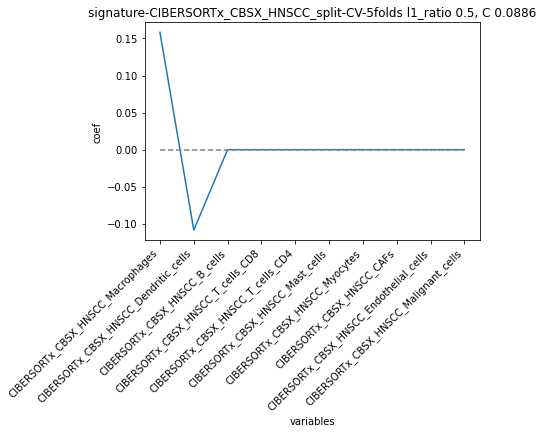 signature-CIBERSORTx_CBSX_HNSCC_split-CV-5folds l1_ratio 0.5, C 0.0886
0.15
0.10
0.05
0.00
−0.05
−0.10
coef
CIBERSORTx_CBSX_HNSCC_Macrophages
CIBERSORTx_CBSX_HNSCC_Dendritic_cells
CIBERSORTx_CBSX_HNSCC_B_cells
CIBERSORTx_CBSX_HNSCC_T_cells_CD8
CIBERSORTx_CBSX_HNSCC_T_cells_CD4
CIBERSORTx_CBSX_HNSCC_Mast_cells
CIBERSORTx_CBSX_HNSCC_Myocytes
CIBERSORTx_CBSX_HNSCC_CAFs
CIBERSORTx_CBSX_HNSCC_Endothelial_cells
CIBERSORTx_CBSX_HNSCC_Malignant_cells
variables